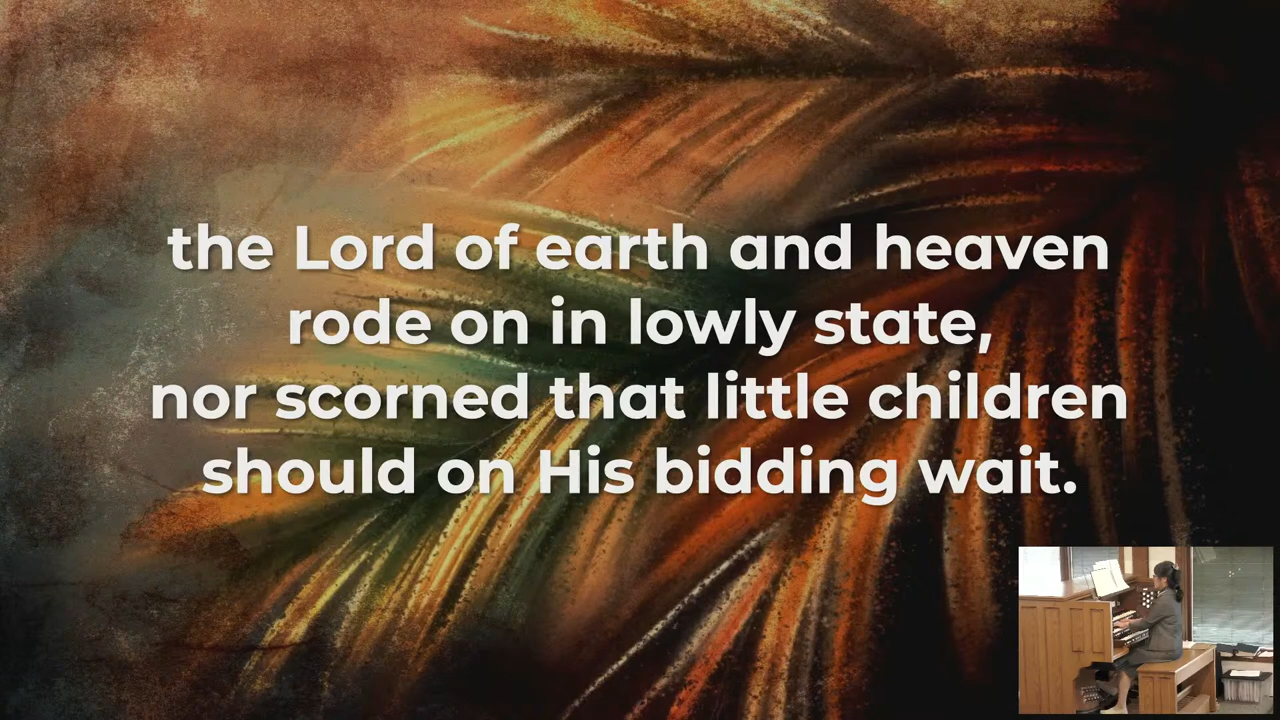 the Lord of earth and heaven
rode on in lowly state,
nor scorned that little children
should on His bidding wait.